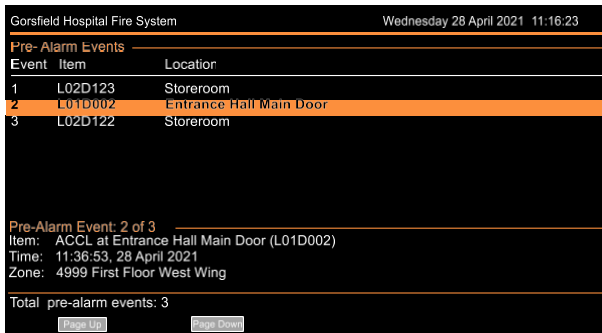 Gorsfield Hospital Fire System Wednesday 28 April 2021 11:16:23
Pre- Alarm Events
Event Item Location
1 L02D123 Storeroom
2 L01D002 Entrance Hall Main Door
3 L02D122 Storeroom
Pre-Alarm Event: 2 of 3
Item: ACCL at Entrance Hall Main Door (L01D002)
Time: 11:36:53, 28 April 2021
Zone: 4999 First Floor West Wing
Total pre-alarm events: 3
Page Up Page Down